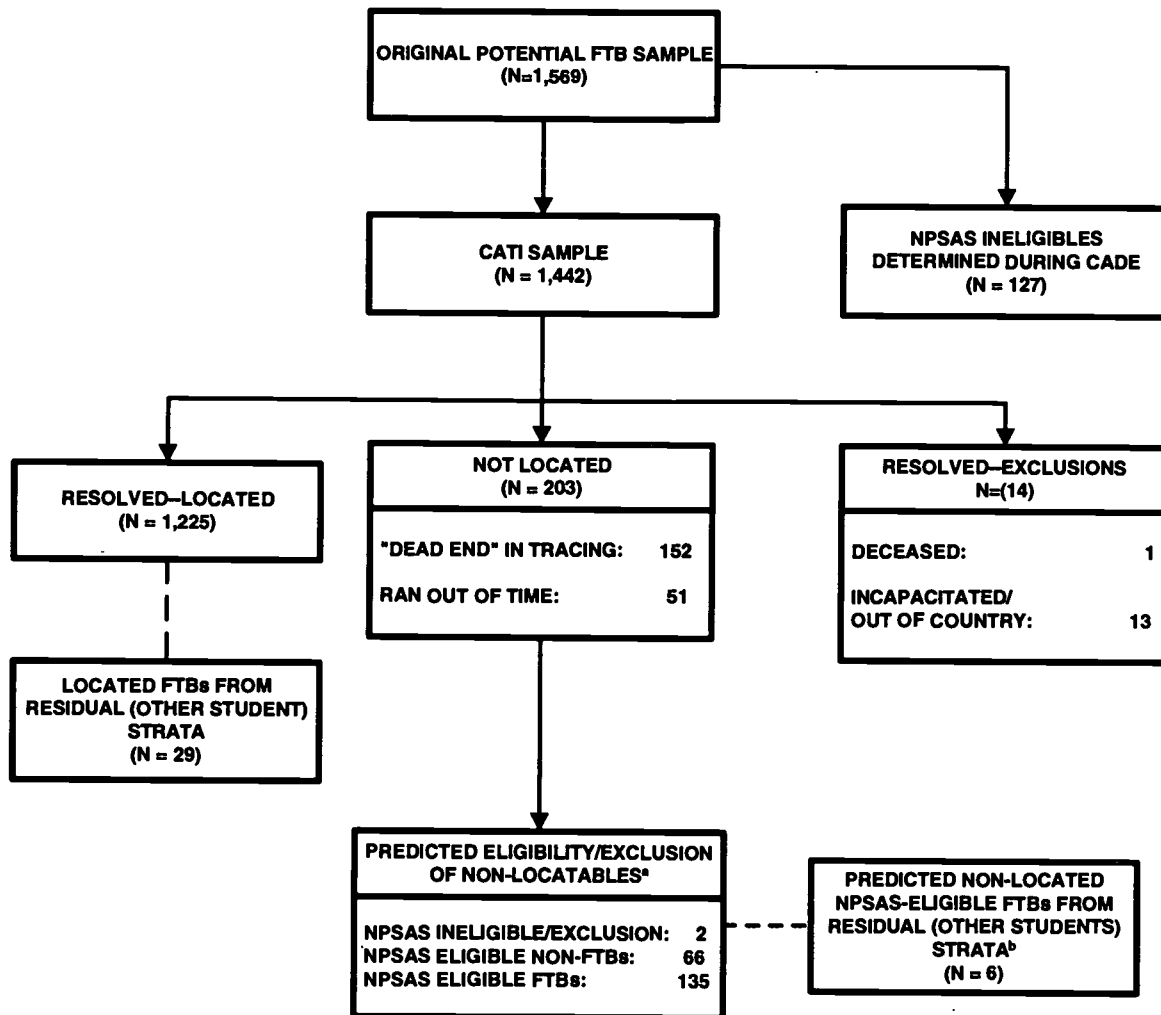 ORIGINAL POTENTIAL FTB SAMPLE
(N=1,569)
CATI SAMPLE
(N = 1,442)
NPSAS INELIGIBLES
DETERMINED DURING CADE
(N = 127)
RESOLVED–LOCATED
(N = 1,225)
NOT LOCATED
(N = 203)
"DEAD END" IN TRACING: 152
RAN OUT OF TIME: 51
RESOLVED–EXCLUSIONS
N=(14)
DECEASED: 1
INCAPACITATED/
OUT OF COUNTRY: 13
LOCATED FTBs FROM
RESIDUAL (OTHER STUDENT)
STRATA
(N = 29)
PREDICTED ELIGIBILITY/EXCLUSION
OF NON-LOCATABLESᵃ
NPSAS INELIGIBLE/EXCLUSION: 2
NPSAS ELIGIBLE NON-FTBs: 66
NPSAS ELIGIBLE FTBs: 135
PREDICTED NON-LOCATED
NPSAS-ELIGIBLE FTBs FROM
RESIDUAL (OTHER STUDENTS)
STRATAᵇ
(N = 6)